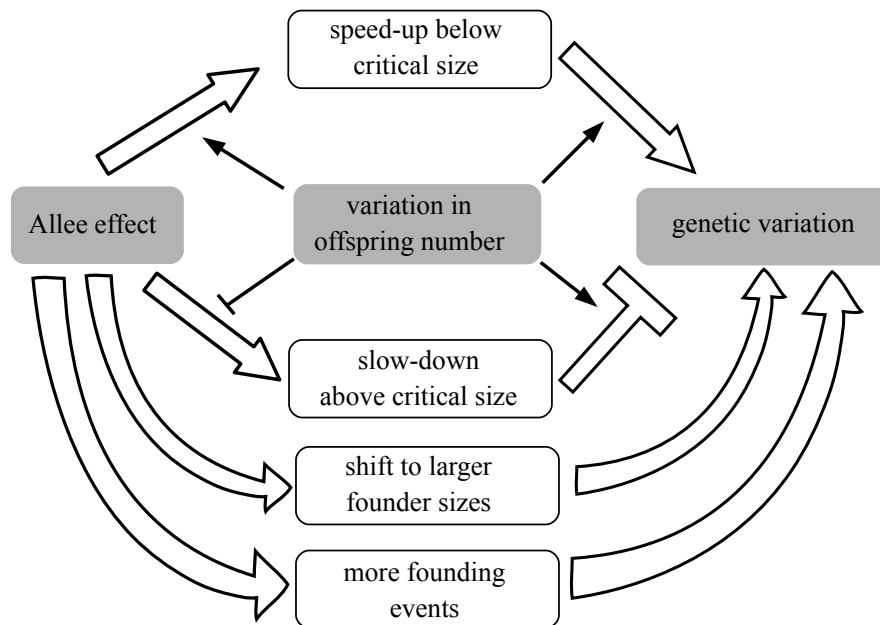 speed-up below
critical size
Allee effect
variation in
offspring number
genetic variation
slow-down
above critical size
shift to larger
founder sizes
more founding
events